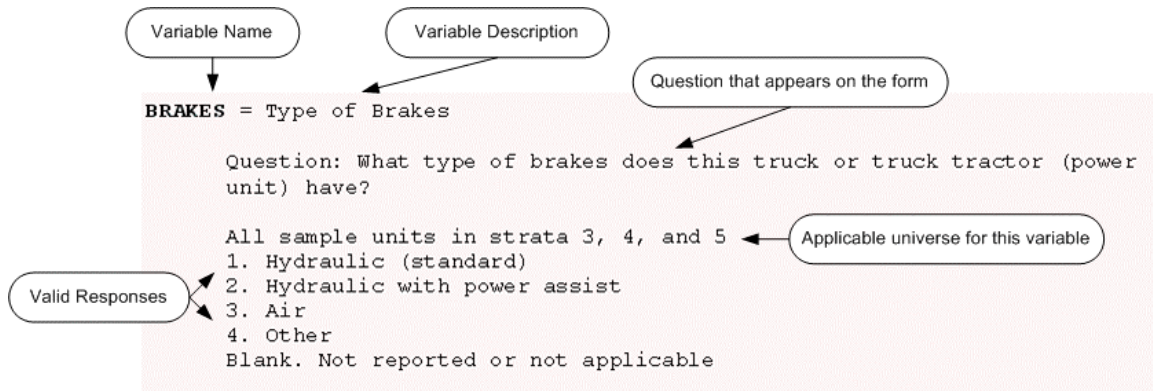 Variable Name
Variable Description
Question that appears on the form
BRAKES = Type of Brakes
Question: What type of brakes does this truck or truck tractor (power
unit) have?
All sample units in strata 3, 4, and 5
Applicable universe for this variable
1. Hydraulic (standard)
Valid Responses
2. Hydraulic with power assist
3. Air
4. Other
Blank. Not reported or not applicable